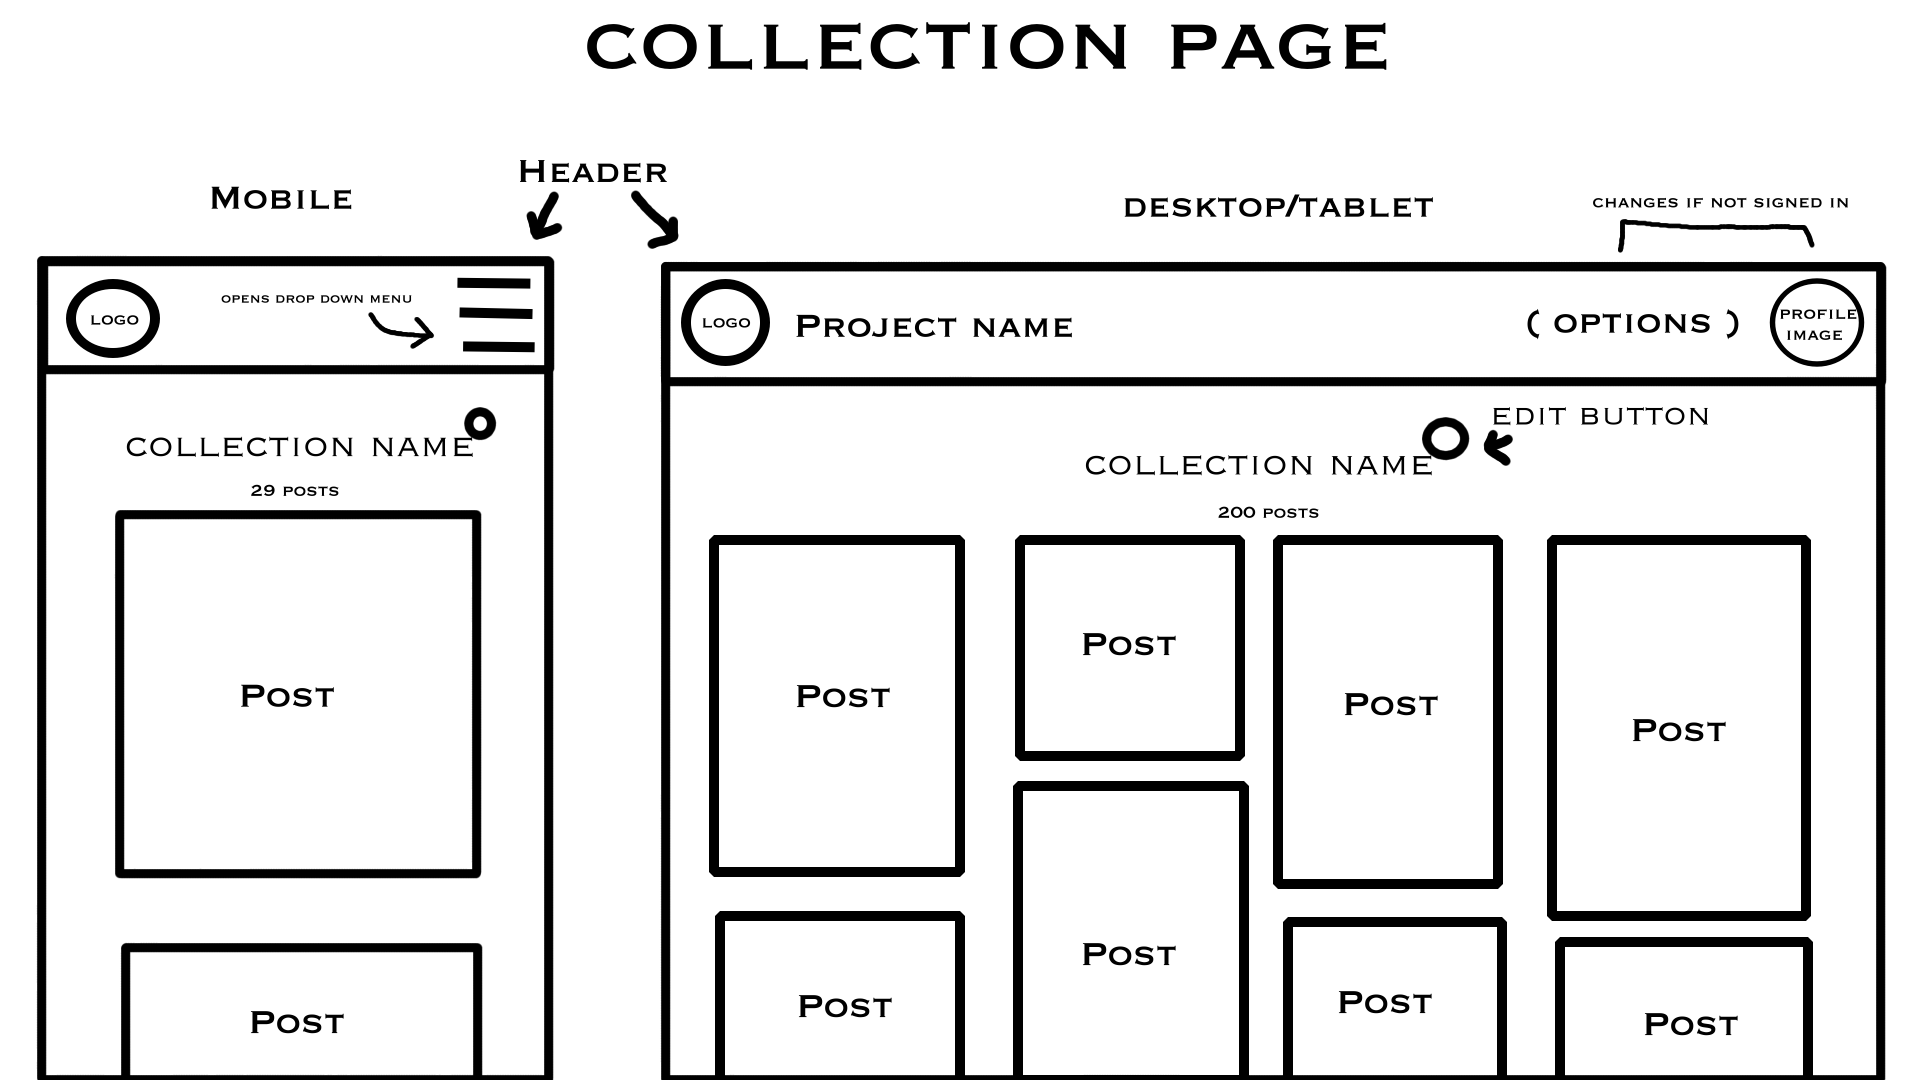 COLLECTION PAGE
HEADER
MOBILE
DESKTOP/TABLET
CHANGES IF NOT SIGNED IN
LOGO
OPENS DROP DOWN MENU
COLLECTION NAME
29 POSTS
POST
POST
LOGO
PROJECT NAME
( OPTIONS )
PROFILE
IMAGE
EDIT BUTTON
COLLECTION NAME
200 POSTS
POST
POST
POST
POST
POST
POST
POST
POST